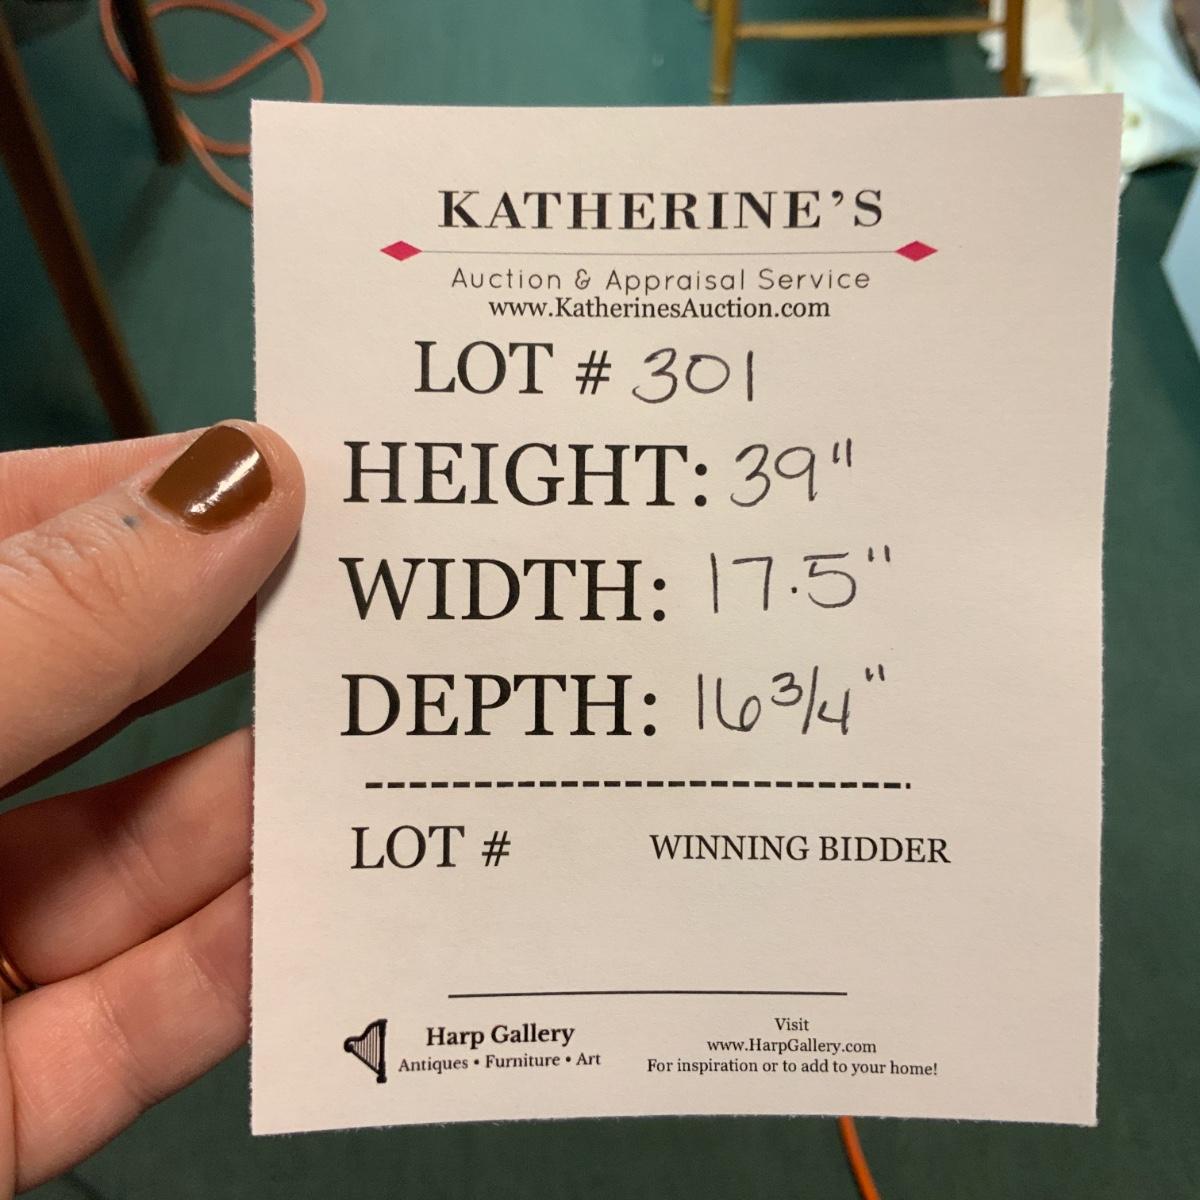 KATHERINE'S
Auction & Appraisal Service
www.KatherinesAuction.com
LOT # 301
HEIGHT: 39"
WIDTH: 17.5"
DEPTH: 16 3/4"
LOT # WINNING BIDDER
Harp Gallery
Antiques • Furniture • Art
Visit
www.HarpGallery.com
For inspiration or to add to your home!